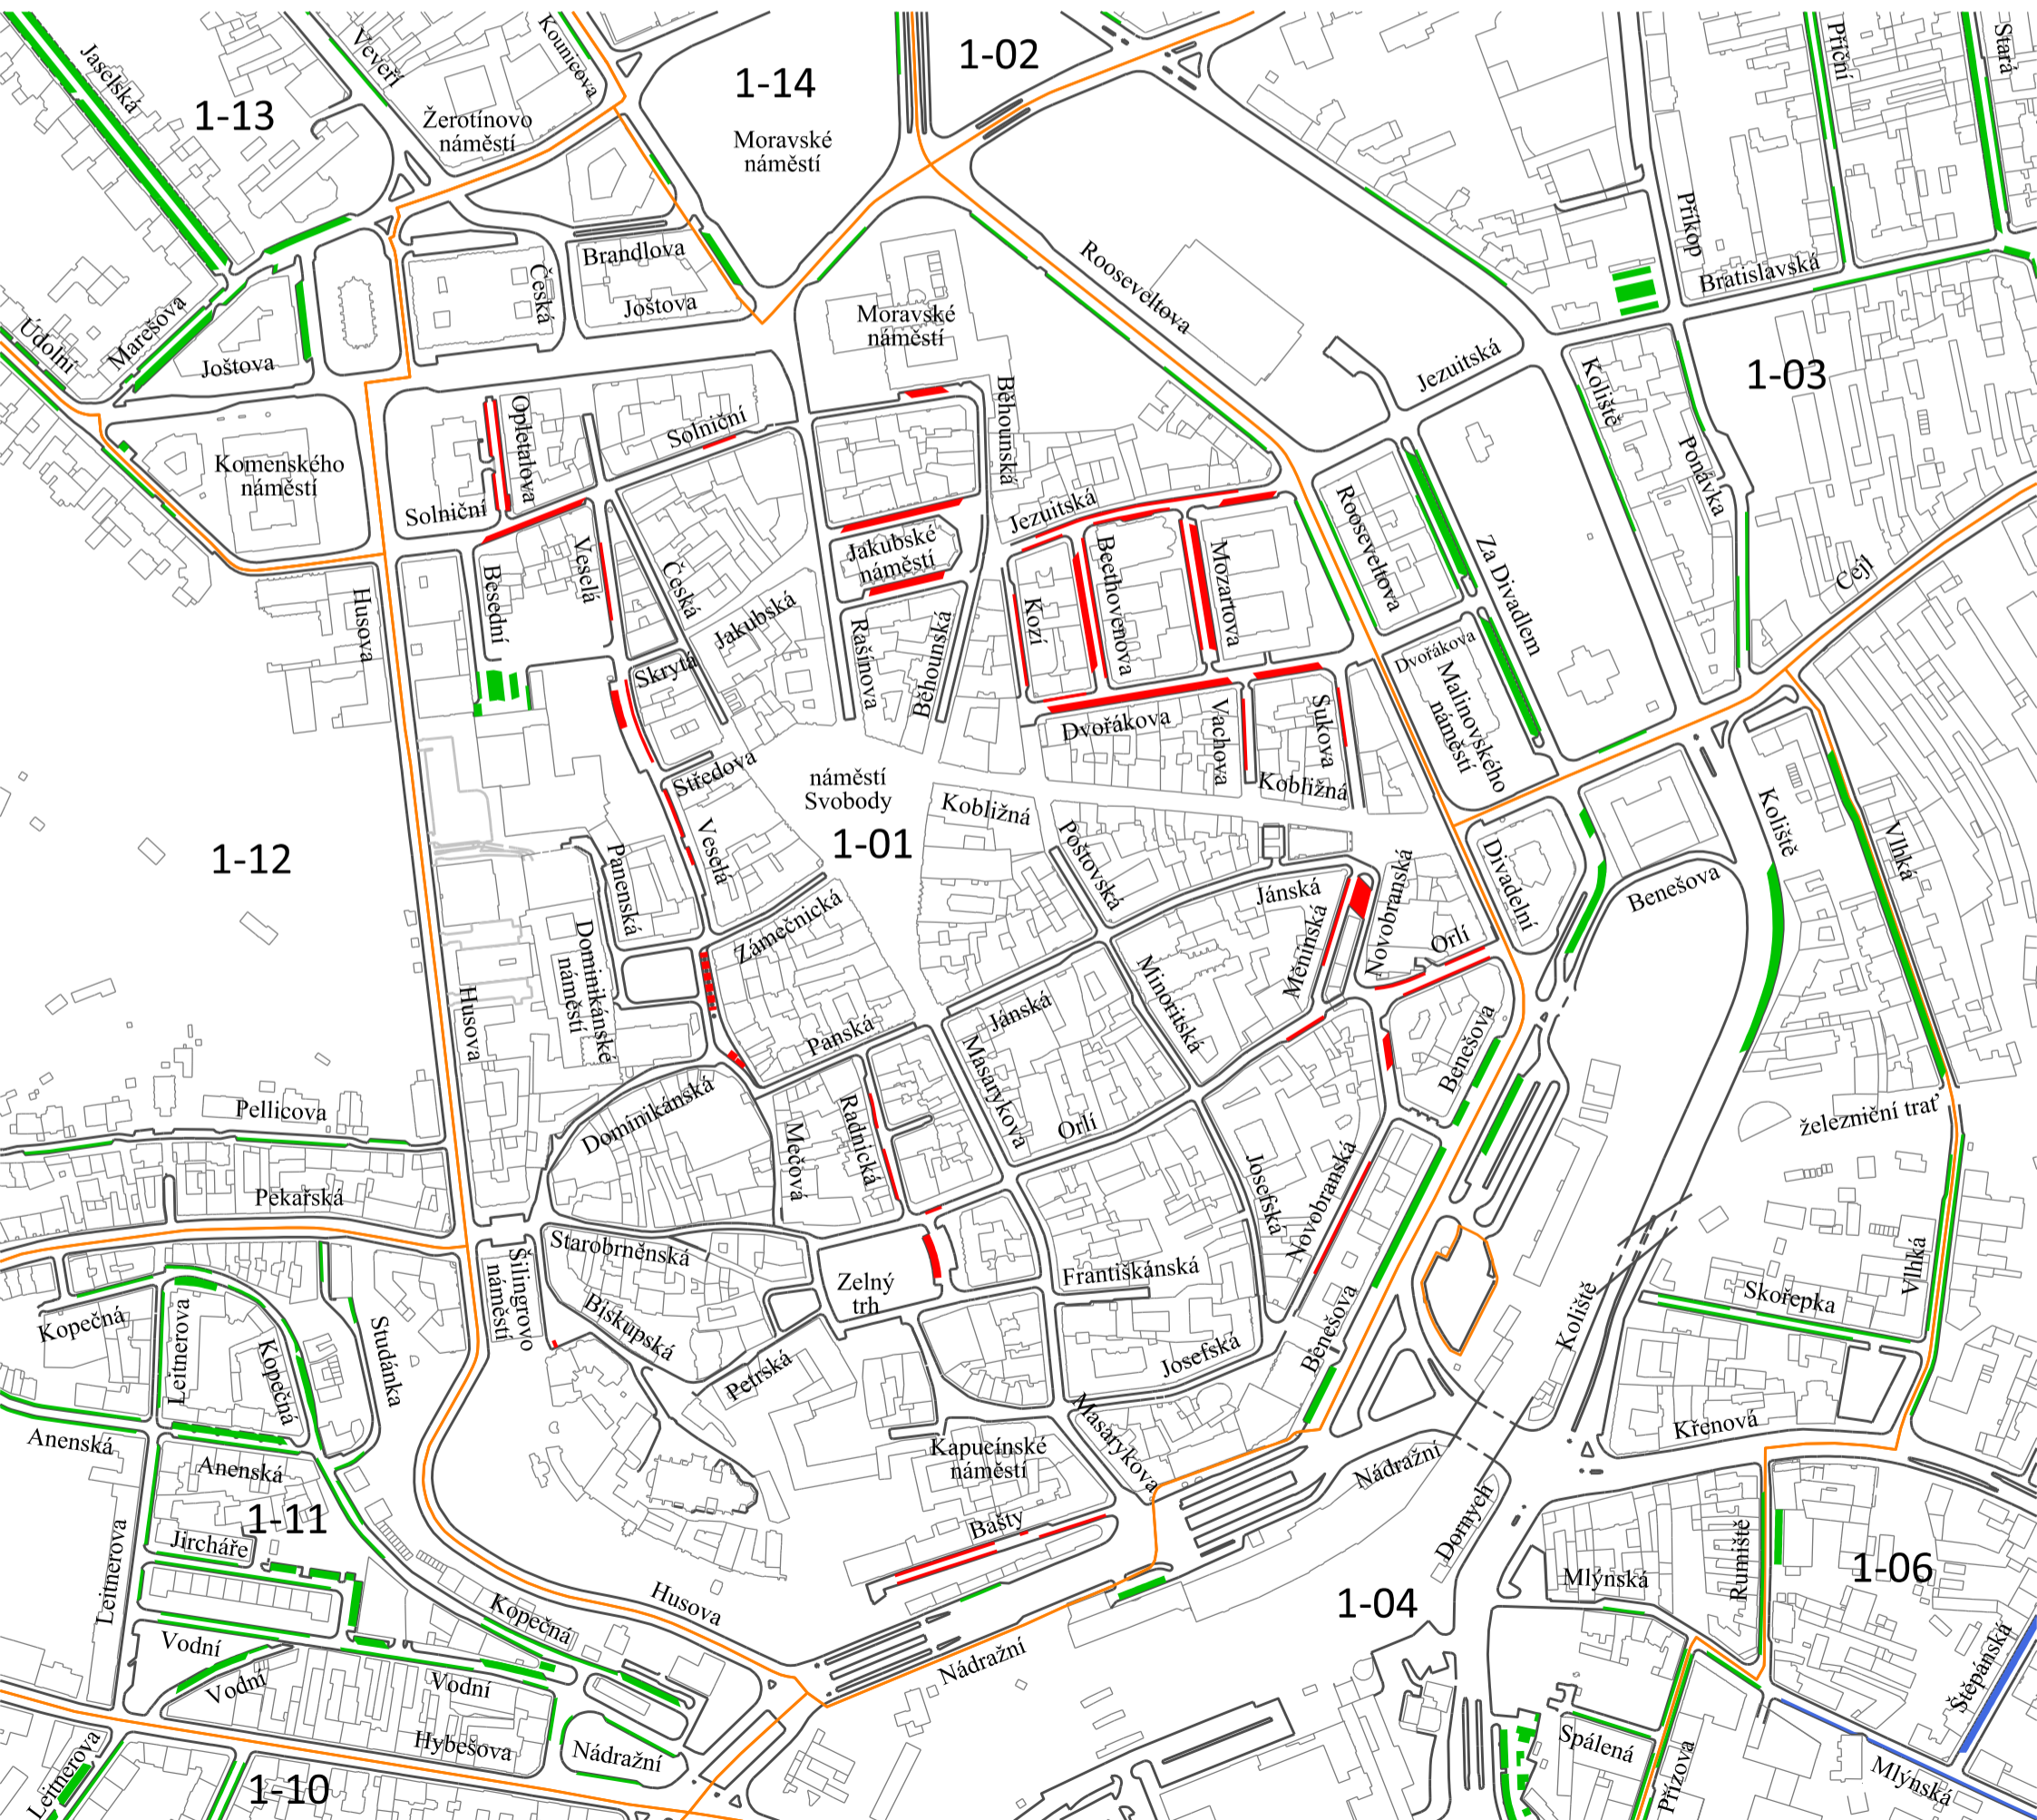 Jaselská
Veveří
Kounicova
1-02
1-14
1-13
Žerotínovo
náměstí
Moravské
náměstí
Příční
Stará
Příkop
Bratislavská
Brandlova
Česká
Joštova
Rooseveltova
Moravské
náměstí
Údolní
Marešova
Joštova
Jezuitská
Koliště
1-03
Ponávka
Opletalova
Solniční
Běhounská
Komenského
náměstí
Solniční
Jezuitská
Rooseveltova
Za Divadlem
Cejl
Jakubské
náměstí
Beethovenova
Mozartova
Veselá
Besední
Husova
Česká
Jakubská
Kozí
Rašínova
Běhounská
Skrytá
Dvořákova
Malinovského
náměstí
Dvořákova
Vachova
Sukova
Kobližná
Středova
náměstí
Svobody
1-01
Kobližná
Poštovská
Koliště
Vlhká
1-12
Veselá
Panenská
Jánská
Divadelní
Benešova
Novobranská
Měnínská
Orlí
Zámečnická
Dominikánské
náměstí
Husova
Minoritská
Jánská
Panská
Masarykova
Benešova
Pellicova
Dominikánská
Mečová
Radnická
Orlí
železniční trať
Pekařská
Josefská
Novobranská
Starobrněnská
Šilingrovo
náměstí
Zelný
trh
Františkánská
Benešova
Koliště
Skořepka
Vlhká
Kopečná
Leitnerova
Kopečná
Studánka
Biskupská
Petrská
Josefská
Masarykova
Křenová
Anenská
Anenská
Kapucínské
náměstí
Nádražní
Dornych
1-11
Jircháře
Leitnerova
Bašty
Mlýnská
Rumiště
1-06
1-04
Husova
Kopečná
Vodní
Vodní
Vodní
Nádražní
Štěpánská
Hybešova
Nádražní
Spálená
Přízova
Mlýnská
Leitnerova
1-10